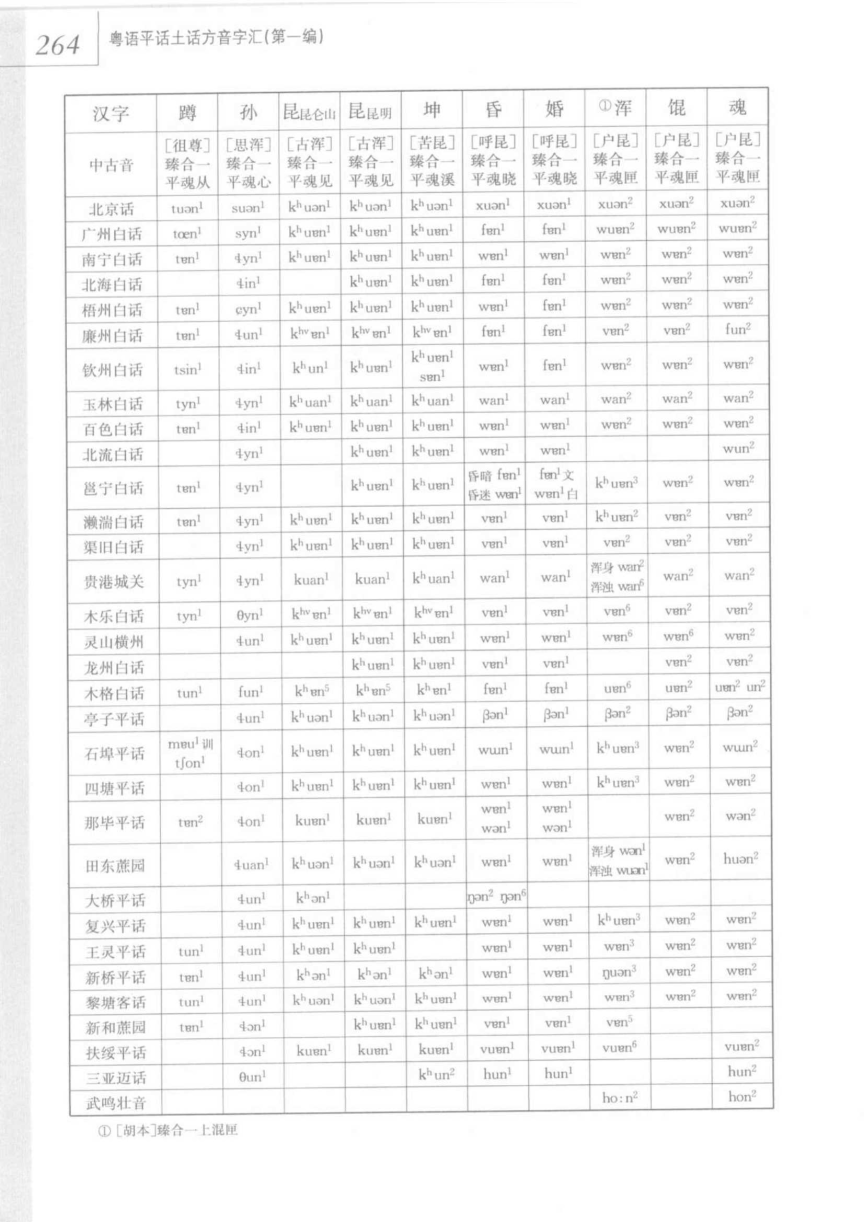 264
粤语平话土话方音字汇(第一编)
汉字 蹲 孙 昆昆仑山 昆昆明 坤 昏 婚 ①浑 馄 魂
中古音 [徂尊]臻合一平魂从 [思浑]臻合一平魂心 [古浑]臻合一平魂见 [古浑]臻合一平魂见 [苦昆]臻合一平魂溪 [呼昆]臻合一平魂晓 [呼昆]臻合一平魂晓 [户昆]臻合一平魂匣 [户昆]臻合一平魂匣 [户昆]臻合一平魂匣
北京话 tuən¹ suən¹ kʰuən¹ kʰuən¹ kʰuən¹ xuən¹ xuən¹ xuən² xuən² xuən²
广州白话 tœn¹ syn¹ kʰuɐn¹ kʰuɐn¹ kʰuɐn¹ fɐn¹ fɐn¹ wuɐn² wuɐn² wuɐn²
南宁白话 tɐn¹ ɬyn¹ kʰuɐn¹ kʰuɐn¹ kʰuɐn¹ wɐn¹ wɐn¹ wɐn² wɐn² wɐn²
北海白话 ɬin¹ kʰuɐn¹ kʰuɐn¹ fɐn¹ fɐn¹ wɐn² wɐn² wɐn²
梧州白话 tɐn¹ ɕyn¹ kʰuɐn¹ kʰuɐn¹ kʰuɐn¹ wɐn¹ fɐn¹ wɐn² wɐn² wɐn²
廉州白话 tɐn¹ ɬun¹ kʰʷɐn¹ kʰʷɐn¹ kʰʷɐn¹ fɐn¹ fɐn¹ vɐn² vɐn² fun²
钦州白话 tsin¹ ɬin¹ kʰun¹ kʰuɐn¹ kʰuɐn¹ sɐn¹ wɐn¹ fɐn¹ wɐn² wɐn² wɐn²
玉林白话 tyn¹ ɬyn¹ kʰuan¹ kʰuan¹ kʰuan¹ wan¹ wan¹ wan² wan² wan²
百色白话 tɐn¹ ɬin¹ kʰuɐn¹ kʰuɐn¹ kʰuɐn¹ wɐn¹ wɐn¹ wɐn² wɐn² wɐn²
北流白话 ɬyn¹ kʰuɐn¹ kʰuɐn¹ wɐn¹ wɐn¹ wun²
邕宁白话 tɐn¹ ɬyn¹ kʰuɐn¹ kʰuɐn¹ 昏暗 fɐn¹ 昏迷 wɐn¹ fɐn¹文 wɐn¹白 kʰuɐn³ wɐn² wɐn²
濑湍白话 tɐn¹ ɬyn¹ kʰuɐn¹ kʰuɐn¹ kʰuɐn¹ vɐn¹ vɐn¹ kʰuɐn² vɐn² vɐn²
渠旧白话 ɬyn¹ kʰuɐn¹ kʰuɐn¹ kʰuɐn¹ vɐn¹ vɐn¹ vɐn² vɐn² vɐn²
贵港城关 tyn¹ ɬyn¹ kuan¹ kuan¹ kʰuan¹ wan¹ wan¹ 浑身 wan² 浑浊 wan⁶ wan² wan²
木乐白话 tyn¹ θyn¹ kʰʷɐn¹ kʰʷɐn¹ kʰʷɐn¹ vɐn¹ vɐn¹ vɐn⁶ vɐn² vɐn²
灵山横州 ɬun¹ kʰuɐn¹ kʰuɐn¹ kʰuɐn¹ wɐn¹ wɐn¹ wɐn⁶ wɐn⁶ wɐn²
龙州白话 kʰuɐn¹ kʰuɐn¹ vɐn¹ vɐn¹ vɐn² vɐn²
木格白话 tun¹ fun¹ kʰɐn⁵ kʰɐn⁵ kʰɐn¹ fɐn¹ fɐn¹ uɐn⁶ uɐn² uɐn² un²
亭子平话 ɬun¹ kʰuən¹ kʰuən¹ kʰuən¹ βən¹ βən¹ βən² βən² βən²
石埠平话 mɐu¹训 tʃon¹ ɬon¹ kʰuɐn¹ kʰuɐn¹ kʰuɐn¹ wɯn¹ wɯn¹ kʰuɐn³ wɐn² wɯn²
四塘平话 ɬon¹ kʰuɐn¹ kʰuɐn¹ kʰuɐn¹ wɐn¹ wɐn¹ kʰuɐn³ wɐn² wɐn²
那毕平话 tɐn² ɬon¹ kuɐn¹ kuɐn¹ kuɐn¹ wɐn¹ wən¹ wɐn¹ wən¹ wɐn² wən²
田东蔗园 ɬuan¹ kʰuən¹ kʰuən¹ kʰuən¹ wɐn¹ wɐn¹ 浑身 wən¹ 浑浊 wuən¹ wɐn² huən²
大桥平话 ɬun¹ kʰən¹ ŋən² ŋən⁶
复兴平话 ɬun¹ kʰuɐn¹ kʰuɐn¹ kʰuɐn¹ wɐn¹ wɐn¹ kʰuɐn³ wɐn² wɐn²
王灵平话 tun¹ ɬun¹ kʰuɐn¹ kʰuɐn¹ wɐn¹ wɐn¹ wɐn³ wɐn² wɐn²
新桥平话 tɐn¹ ɬun¹ kʰən¹ kʰən¹ kʰən¹ wɐn¹ wɐn¹ ŋuən³ wɐn² wɐn²
黎塘客话 tun¹ ɬun¹ kʰuən¹ kʰuən¹ kʰuɐn¹ wɐn¹ wɐn¹ wɐn³ wɐn² wɐn²
新和蔗园 tɐn¹ ɬən¹ kʰuɐn¹ kʰuɐn¹ vɐn¹ vɐn¹ vɐn⁵
扶绥平话 ɬɔn¹ kuɐn¹ kuɐn¹ kuɐn¹ vuɐn¹ vuɐn¹ vuɐn⁶ vuɐn²
三亚迈话 θun¹ kʰun² hun¹ hun¹ hun²
武鸣壮音 ho:n² hon²
①[胡本]臻合一上混匣